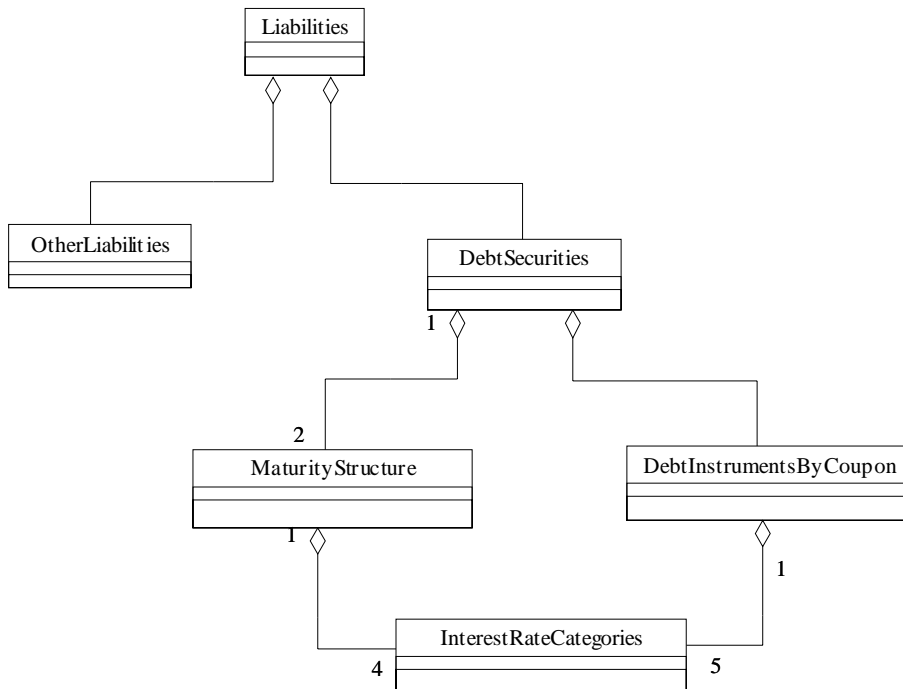 Liabilities
OtherLiabilities
DebtSecurities
1
2
MaturityStructure
DebtInstrumentsByCoupon
1
1
InterestRateCategories
4
5